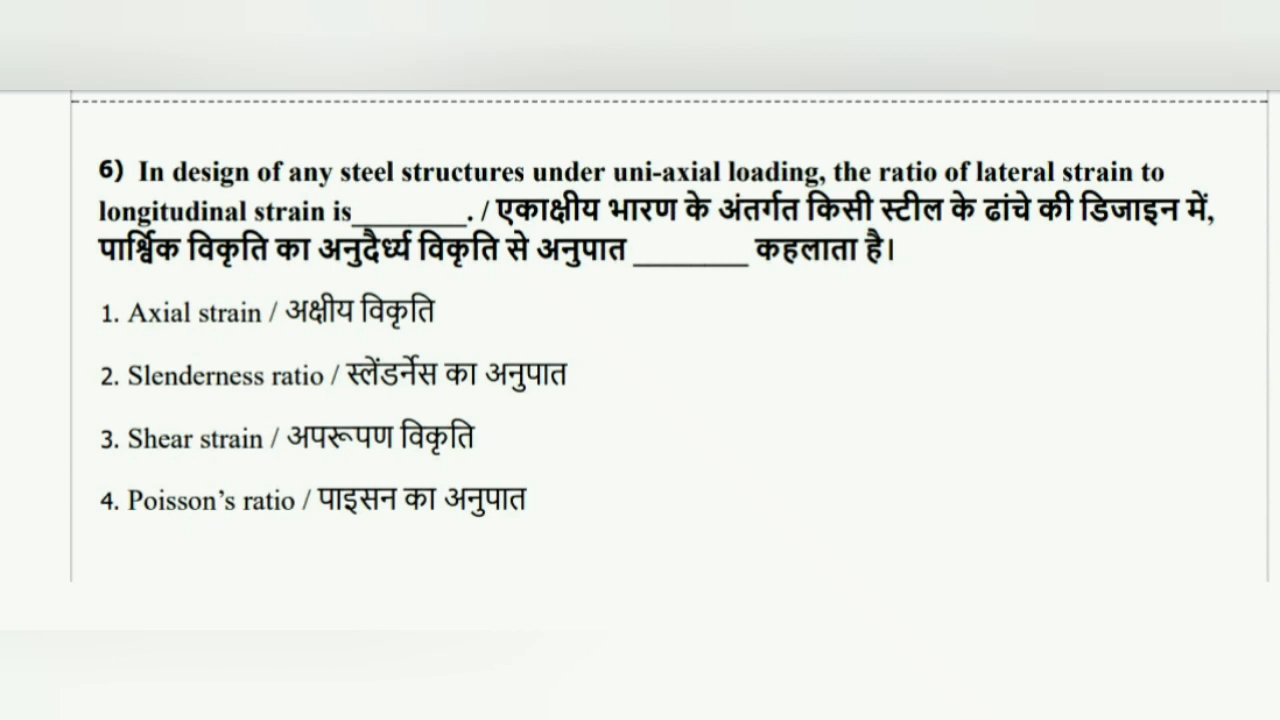 6) In design of any steel structures under uni-axial loading, the ratio of lateral strain to
longitudinal strain is________. / एकाक्षीय भारण के अंतर्गत किसी स्टील के ढांचे की डिजाइन में,
पार्श्विक विकृति का अनुदैर्ध्य विकृति से अनुपात ________ कहलाता है।
1. Axial strain / अक्षीय विकृति
2. Slenderness ratio / स्लेंडर्नेस का अनुपात
3. Shear strain / अपरूपण विकृति
4. Poisson’s ratio / पाइसन का अनुपात